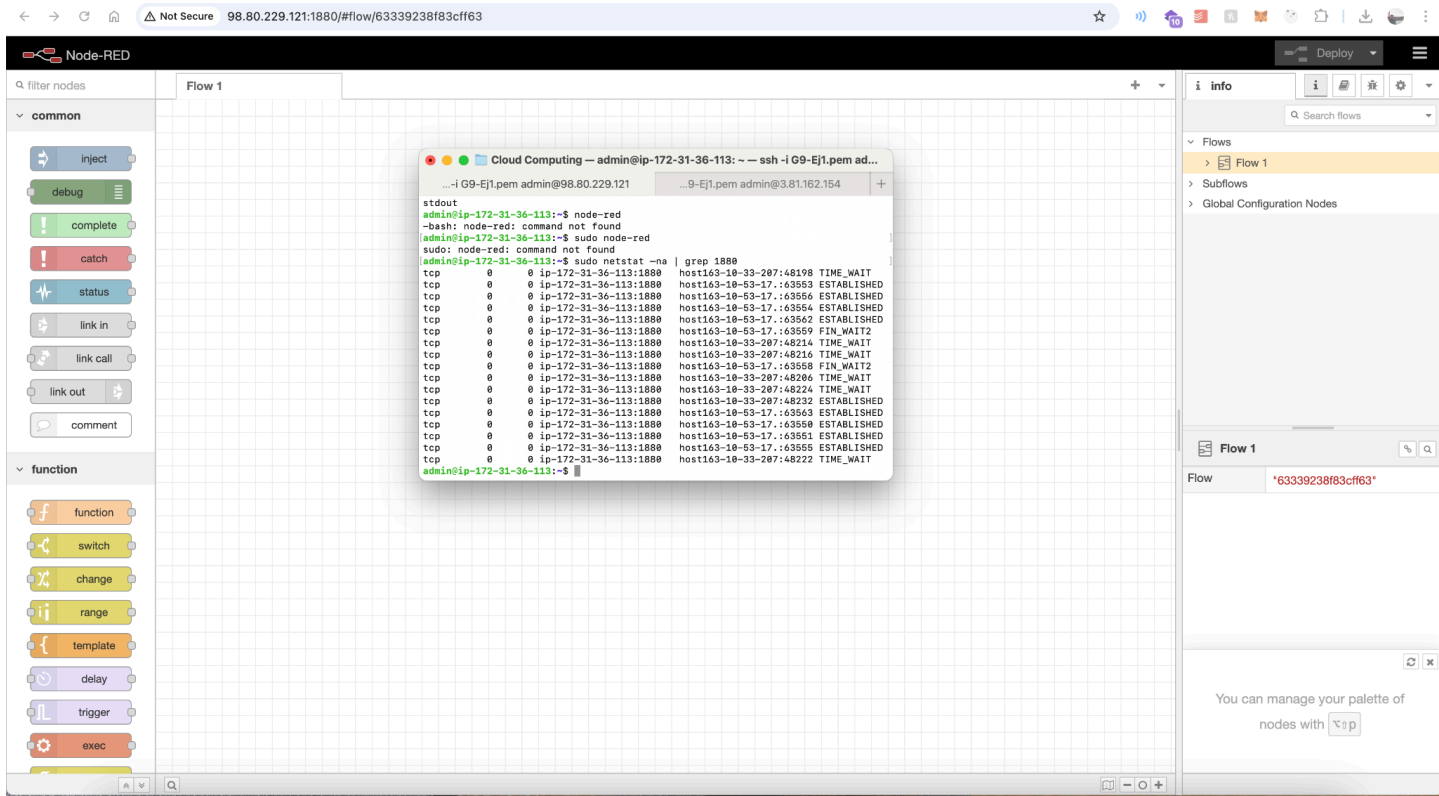 Not Secure 98.80.229.121:1880/#flow/63339238f83cff63
10
Node-RED
Deploy
filter nodes
Flow 1
i info
i
Search flows
common
inject
debug
complete
catch
status
link in
link call
link out
comment
function
function
switch
change
range
template
delay
trigger
exec
Cloud Computing — admin@ip-172-31-36-113: ~ — ssh -i G9-Ej1.pem ad...
...-i G9-Ej1.pem admin@98.80.229.121 ...9-Ej1.pem admin@3.81.162.154
stdout
admin@ip-172-31-36-113:~$ node-red
-bash: node-red: command not found
[admin@ip-172-31-36-113:~$ sudo node-red ]
sudo: node-red: command not found
[admin@ip-172-31-36-113:~$ sudo netstat —na | grep 1880 ]
tcp 0 0 ip-172-31-36-113:1880 host163-10-33-207:48198 TIME_WAIT
tcp 0 0 ip-172-31-36-113:1880 host163-10-53-17.:63553 ESTABLISHED
tcp 0 0 ip-172-31-36-113:1880 host163-10-53-17.:63556 ESTABLISHED
tcp 0 0 ip-172-31-36-113:1880 host163-10-53-17.:63554 ESTABLISHED
tcp 0 0 ip-172-31-36-113:1880 host163-10-53-17.:63562 ESTABLISHED
tcp 0 0 ip-172-31-36-113:1880 host163-10-53-17.:63559 FIN_WAIT2
tcp 0 0 ip-172-31-36-113:1880 host163-10-33-207:48214 TIME_WAIT
tcp 0 0 ip-172-31-36-113:1880 host163-10-33-207:48216 TIME_WAIT
tcp 0 0 ip-172-31-36-113:1880 host163-10-53-17.:63558 FIN_WAIT2
tcp 0 0 ip-172-31-36-113:1880 host163-10-33-207:48206 TIME_WAIT
tcp 0 0 ip-172-31-36-113:1880 host163-10-33-207:48224 TIME_WAIT
tcp 0 0 ip-172-31-36-113:1880 host163-10-33-207:48232 ESTABLISHED
tcp 0 0 ip-172-31-36-113:1880 host163-10-53-17.:63563 ESTABLISHED
tcp 0 0 ip-172-31-36-113:1880 host163-10-53-17.:63550 ESTABLISHED
tcp 0 0 ip-172-31-36-113:1880 host163-10-53-17.:63551 ESTABLISHED
tcp 0 0 ip-172-31-36-113:1880 host163-10-53-17.:63555 ESTABLISHED
tcp 0 0 ip-172-31-36-113:1880 host163-10-33-207:48222 TIME_WAIT
admin@ip-172-31-36-113:~$
Flows
Flow 1
Subflows
Global Configuration Nodes
Flow 1
Flow "63339238f83cff63"
You can manage your palette of
nodes with ⌥⇧p